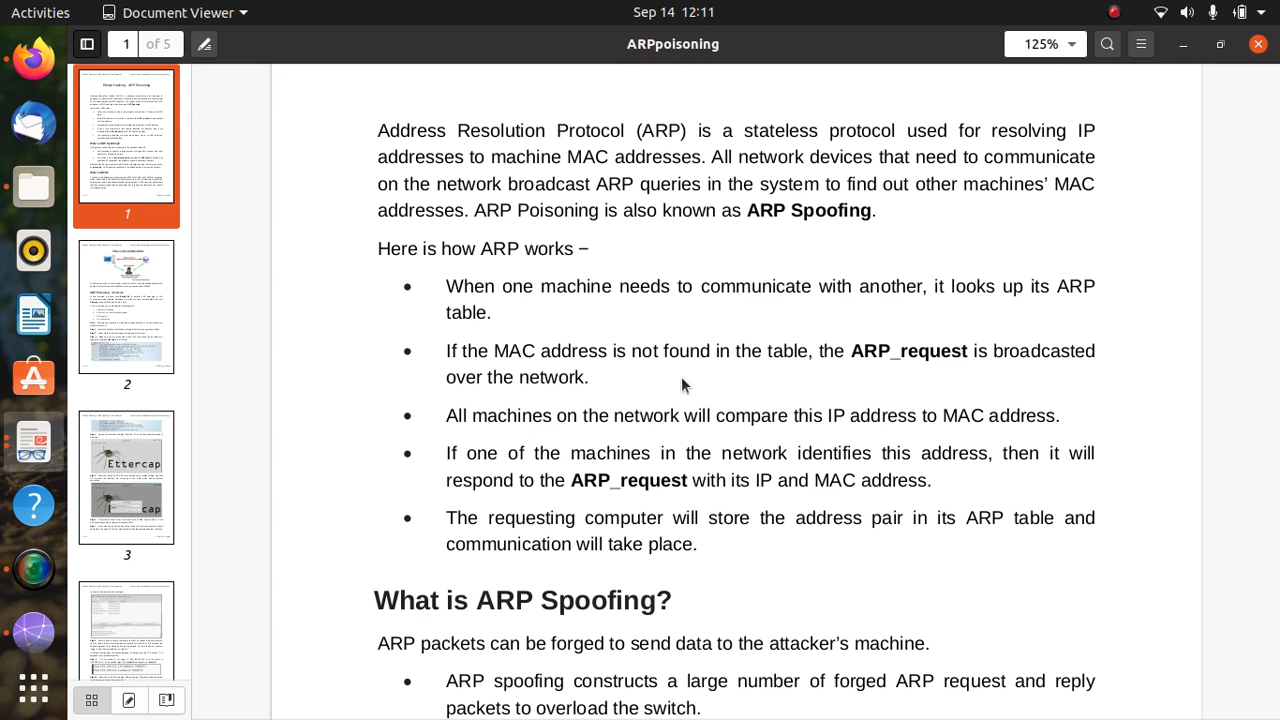 Activities
Document Viewer
Sep 14 12:11
1
of 5
ARPpoisoning
125%
Address Resolution Protocol (ARP) is a stateless protocol used for resolving IP
addresses to machine MAC addresses. All network devices that need to communicate
on the network broadcast ARP queries in the system to find out other machines' MAC
addresses. ARP Poisoning is also known as ARP Spoofing.
Here is how ARP works −
• When one machine needs to communicate with another, it looks up its ARP
table.
• If the MAC address is not found in the table, the ARP_request is broadcasted
over the network.
• All machines on the network will compare this IP address to MAC address.
• If one of the machines in the network identifies this address, then it will
respond to the ARP_request with its IP and MAC address.
• The requesting computer will store the address pair in its ARP table and
communication will take place.
What is ARP Spoofing?
ARP packets can be forged to send data to the attacker's machine.
• ARP spoofing constructs a large number of forged ARP request and reply
packets to overload the switch.
1
2
Ettercap
3